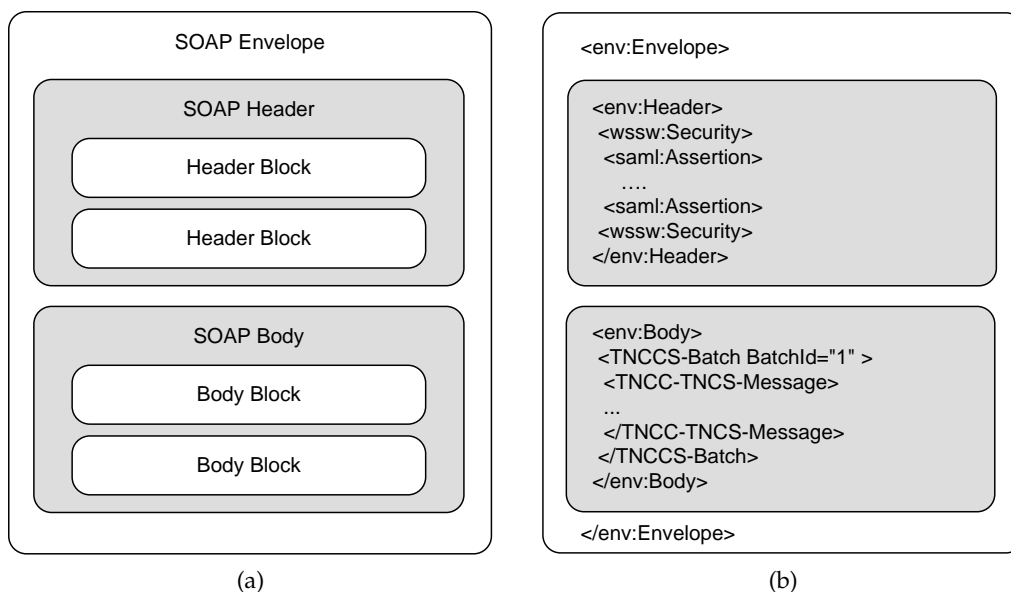 SOAP Envelope
SOAP Header
Header Block
Header Block
SOAP Body
Body Block
Body Block
(a)
<env:Envelope>
<env:Header>
<wssw:Security>
<saml:Assertion>
....
<saml:Assertion>
<wssw:Security>
</env:Header>
<env:Body>
<TNCCS-Batch BatchId="1" >
<TNCC-TNCS-Message>
...
</TNCC-TNCS-Message>
</TNCCS-Batch>
</env:Body>
</env:Envelope>
(b)